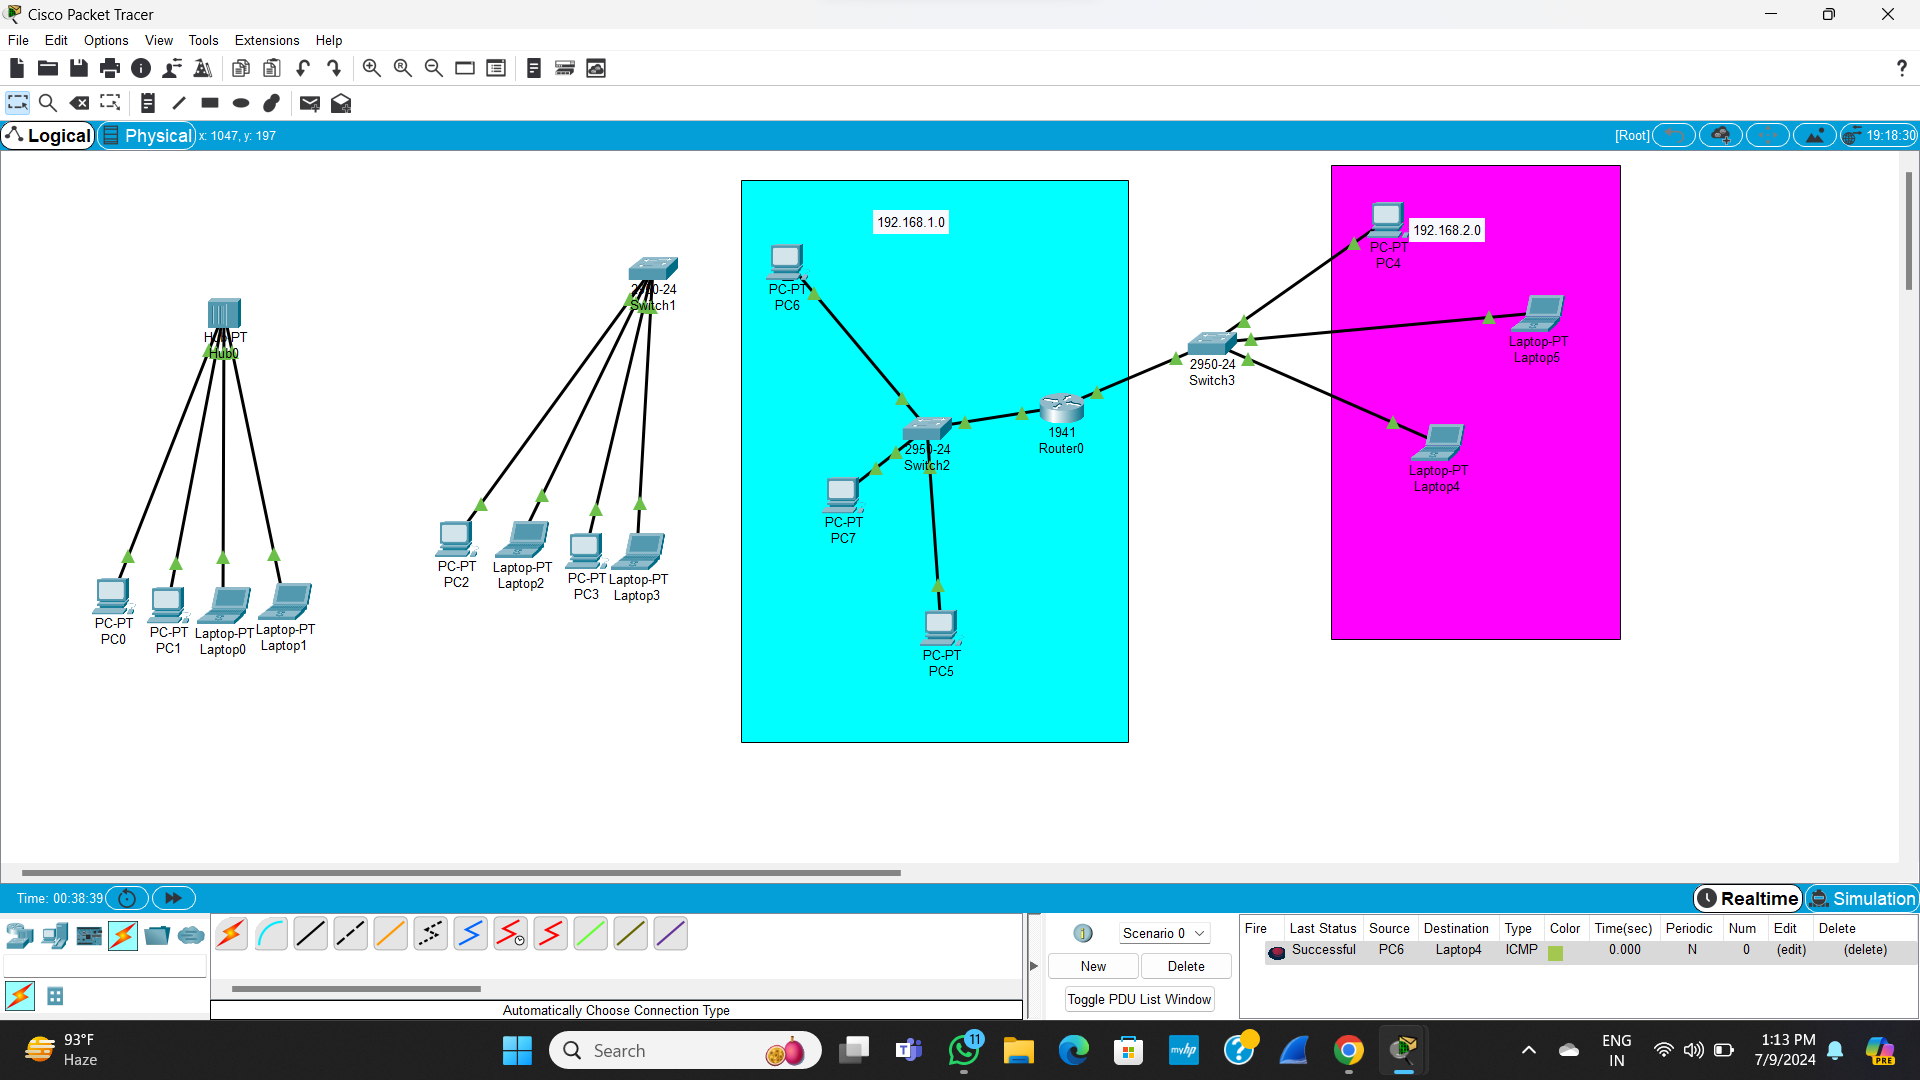 Cisco Packet Tracer
File Edit Options View Tools Extensions Help
?
Logical Physical x: 1047, y: 197 [Root] 19:18:30
192.168.1.0
192.168.2.0
PC-PT
PC4
PC-PT
PC6
2950-24
Switch1
Hub-PT
Hub0
Laptop-PT
Laptop5
2950-24
Switch3
1941
Router0
2950-24
Switch2
Laptop-PT
Laptop4
PC-PT
PC7
PC-PT
PC2
Laptop-PT
Laptop2
PC-PT
PC3
Laptop-PT
Laptop3
PC-PT
PC0
PC-PT
PC1
Laptop-PT
Laptop0
Laptop-PT
Laptop1
PC-PT
PC5
Time: 00:38:39 Realtime Simulation
Scenario 0
New Delete
Toggle PDU List Window
Fire Last Status Source Destination Type Color Time(sec) Periodic Num Edit Delete
Successful PC6 Laptop4 ICMP 0.000 N 0 (edit) (delete)
Automatically Choose Connection Type
93°F
Haze
Search
11
myhp
ENG
IN
1:13 PM
7/9/2024
PRE